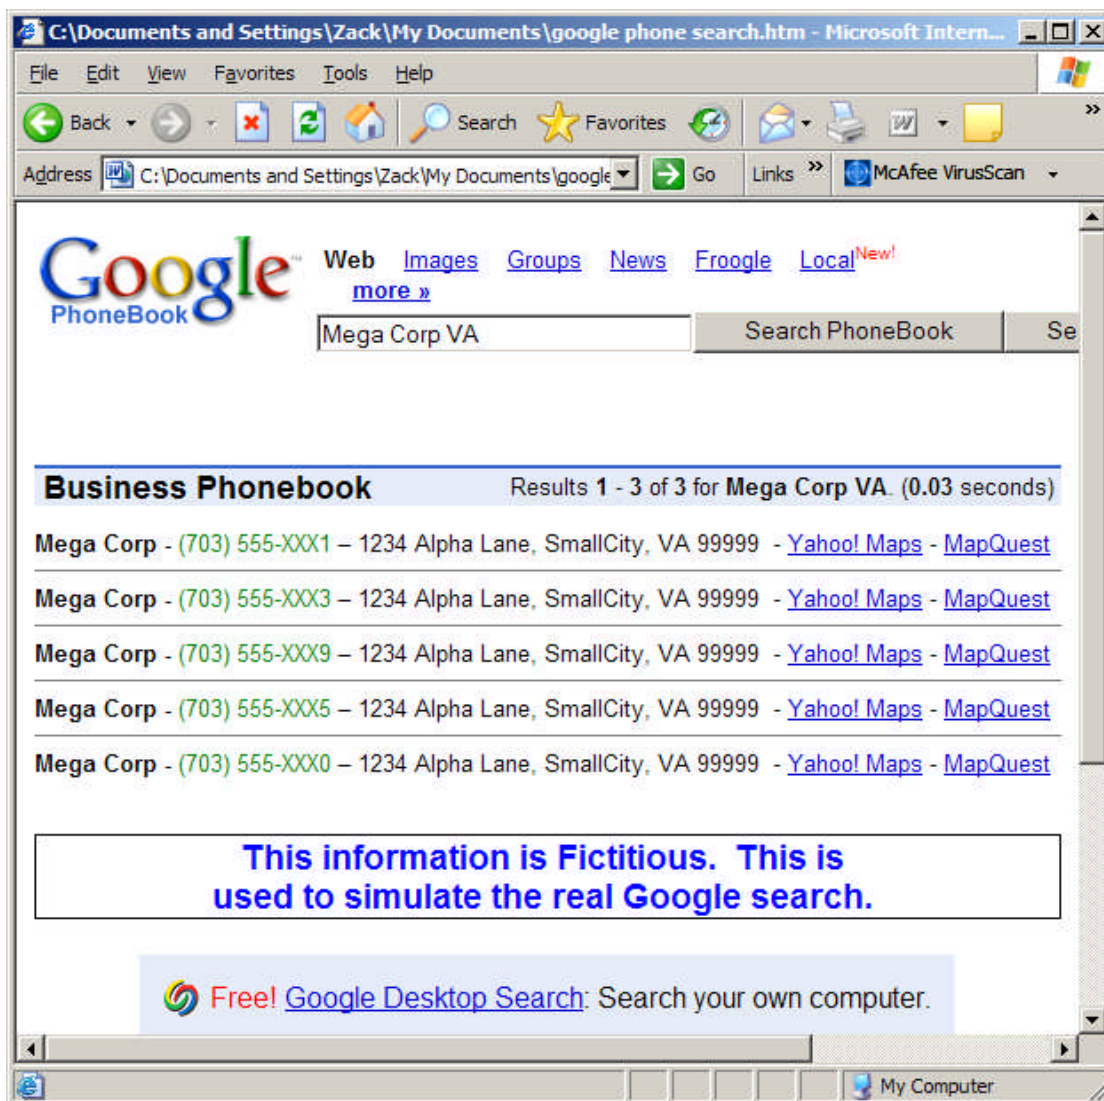 C:\Documents and Settings\Zack\My Documents\google phone search.htm - Microsoft Intern...
File Edit View Favorites Tools Help
Back Search Favorites W »
Address C:\Documents and Settings\Zack\My Documents\google Go Links » McAfee VirusScan
Google™ Web Images Groups News Froogle Local New!
more »
PhoneBook
Mega Corp VA Search PhoneBook Se
Business Phonebook Results 1 - 3 of 3 for Mega Corp VA. (0.03 seconds)
Mega Corp - (703) 555-XXX1 – 1234 Alpha Lane, SmallCity, VA 99999 - Yahoo! Maps - MapQuest
Mega Corp - (703) 555-XXX3 – 1234 Alpha Lane, SmallCity, VA 99999 - Yahoo! Maps - MapQuest
Mega Corp - (703) 555-XXX9 – 1234 Alpha Lane, SmallCity, VA 99999 - Yahoo! Maps - MapQuest
Mega Corp - (703) 555-XXX5 – 1234 Alpha Lane, SmallCity, VA 99999 - Yahoo! Maps - MapQuest
Mega Corp - (703) 555-XXX0 – 1234 Alpha Lane, SmallCity, VA 99999 - Yahoo! Maps - MapQuest
This information is Fictitious. This is
used to simulate the real Google search.
Free! Google Desktop Search: Search your own computer.
My Computer